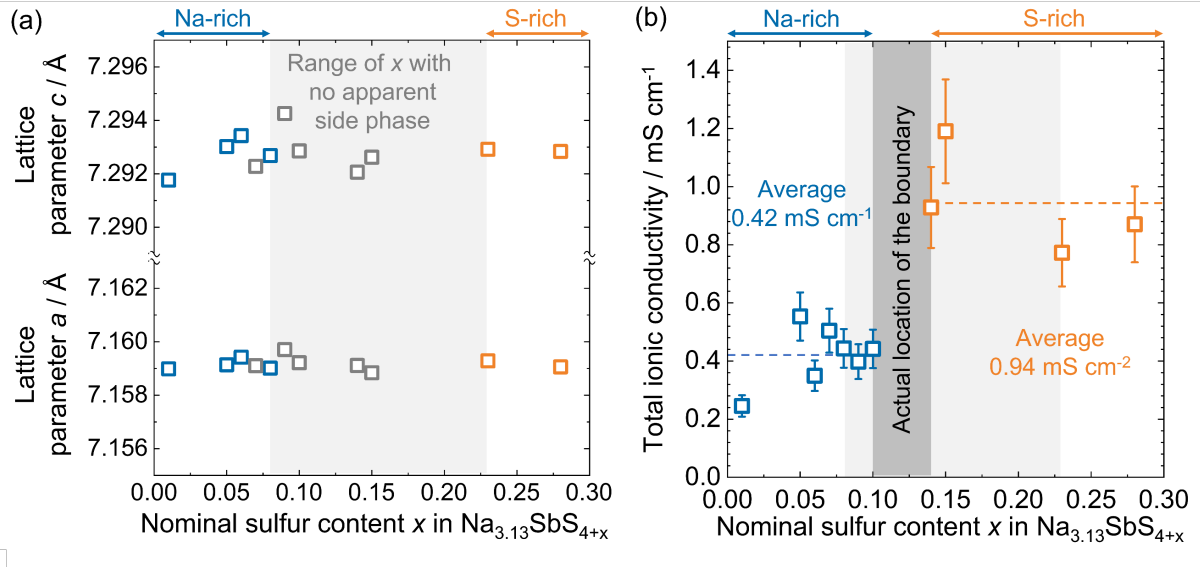 (a)
Na-rich
S-rich
Range of x with
no apparent
side phase
Lattice
parameter c / Å
7.296
7.294
7.292
7.290
Lattice
parameter a / Å
7.162
7.160
7.158
7.156
0.00 0.05 0.10 0.15 0.20 0.25 0.30
Nominal sulfur content x in Na3.13SbS4+x
(b)
Na-rich
S-rich
Total ionic conductivity / mS cm-1
1.4
1.2
1.0
0.8
0.6
0.4
0.2
0.0
Average
0.42 mS cm-1
Actual location of the boundary
Average
0.94 mS cm-2
0.00 0.05 0.10 0.15 0.20 0.25 0.30
Nominal sulfur content x in Na3.13SbS4+x